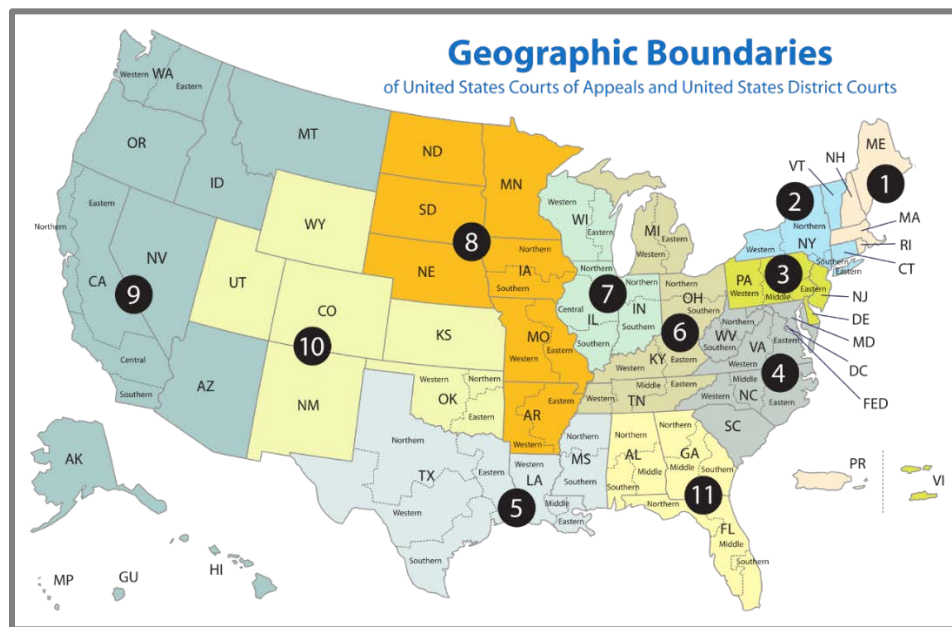 Geographic Boundaries
of United States Courts of Appeals and United States District Courts
WA
Western
Eastern
MT
ND
MN
ME
OR
ID
SD
WY
VT
NH
1
2
Northern
NY
Western
MA
RI
Southern
Eastern
CT
Northern
Eastern
CA
NV
9
Central
Southern
UT
CO
10
NE
8
Northern
IA
Southern
Western
WI
Eastern
MI
Western
Eastern
Northern
7
Central
IL
Southern
Northern
IN
Southern
Northern
OH
Southern
6
PA
3
Western
Middle
Eastern
NJ
DE
MD
DC
FED
Northern
WV
Southern
VA
Eastern
Western
4
KS
MO
Western
Eastern
KY
Western
Eastern
Middle
Eastern
Western
TN
Middle
Western
NC
Eastern
SC
AZ
NM
Western
Northern
OK
Eastern
Eastern
AR
Western
Northern
TX
Eastern
Western
Southern
Western
LA
Middle
Eastern
5
Northern
MS
Southern
Northern
AL
Middle
Southern
Northern
GA
Middle
Southern
11
Northern
FL
Middle
Southern
PR
VI
AK
HI
MP
GU